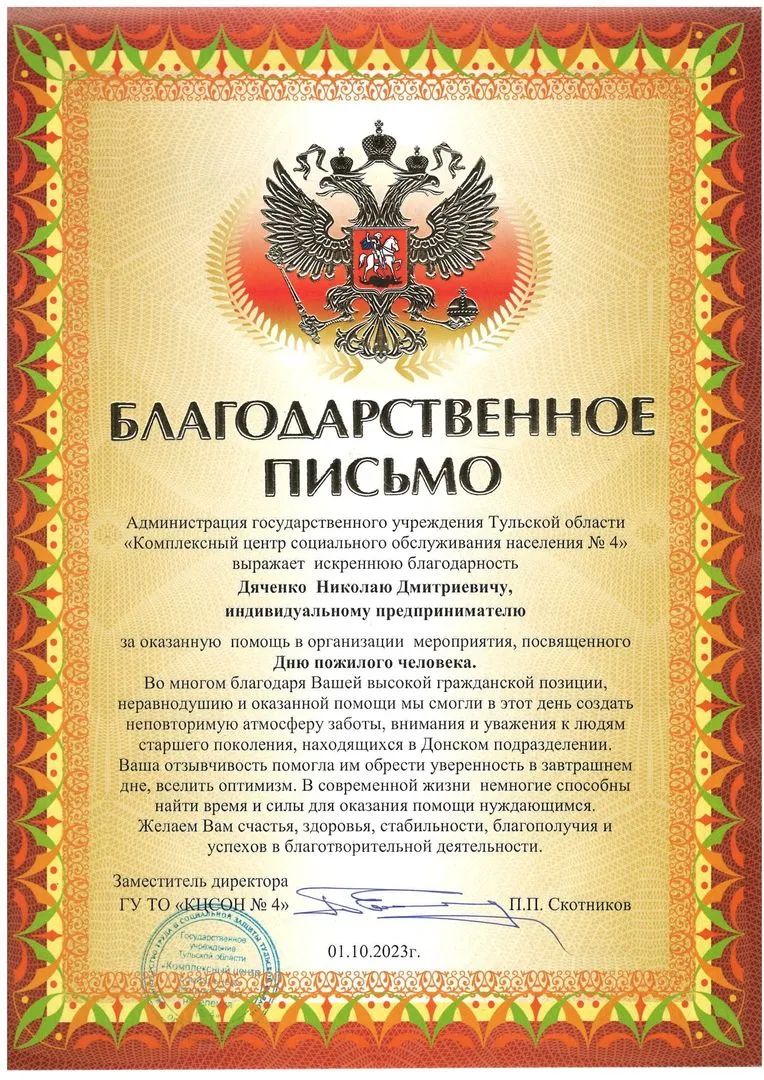 БЛАГОДАРСТВЕННОЕ
ПИСЬМО
Администрация государственного учреждения Тульской области
«Комплексный центр социального обслуживания населения № 4»
выражает искреннюю благодарность
Дяченко Николаю Дмитриевичу,
индивидуальному предпринимателю
за оказанную помощь в организации мероприятия, посвященного
Дню пожилого человека.
Во многом благодаря Вашей высокой гражданской позиции,
неравнодушию и оказанной помощи мы смогли в этот день создать
неповторимую атмосферу заботы, внимания и уважения к людям
старшего поколения, находящихся в Донском подразделении.
Ваша отзывчивость помогла им обрести уверенность в завтрашнем
дне, вселить оптимизм. В современной жизни немногие способны
найти время и силы для оказания помощи нуждающимся.
Желаем Вам счастья, здоровья, стабильности, благополучия и
успехов в благотворительной деятельности.
Заместитель директора
ГУ ТО «КЦСОН № 4» П.П. Скотников
01.10.2023г.
Государственное
учреждение
Тульской области
«Комплексный центр